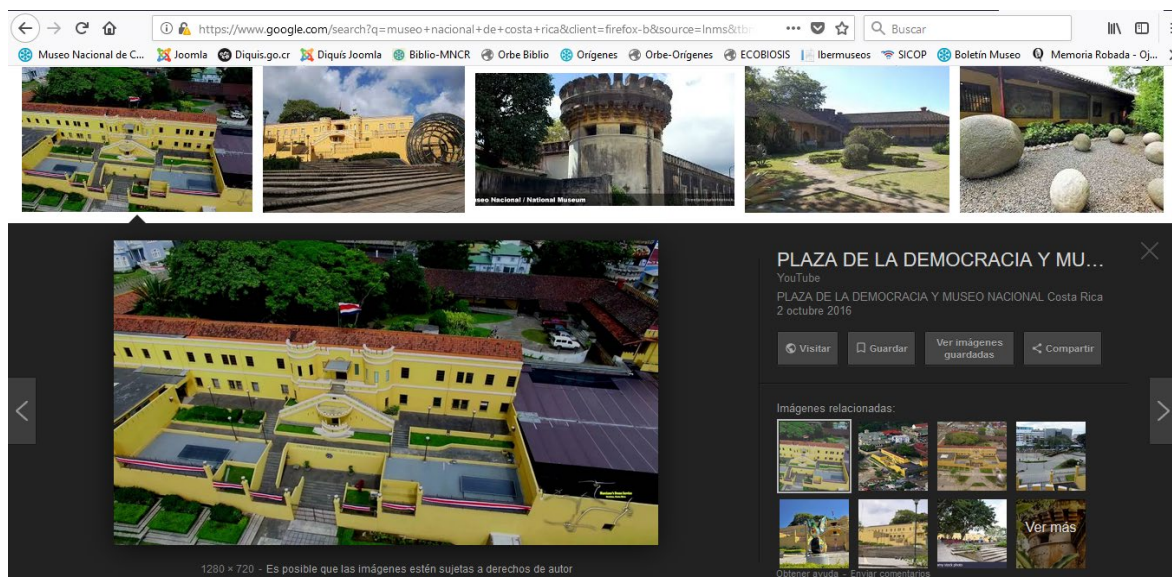 https://www.google.com/search?q=museo+nacional+de+costa+rica&client=firefox-b&source=lnms&tb
Buscar
Museo Nacional de C... Joomla Diquis.go.cr Diquís Joomla Biblio-MNCR Orbe Biblio Orígenes Orbe-Orígenes ECOBIOSIS Ibermuseos SICOP Boletín Museo Memoria Robada - Oj...
seo Nacional / National Museum
PLAZA DE LA DEMOCRACIA Y MU...
YouTube
PLAZA DE LA DEMOCRACIA Y MUSEO NACIONAL Costa Rica
2 octubre 2016
Visitar Guardar Ver imágenes guardadas Compartir
Imágenes relacionadas:
Ver más
1280 × 720 - Es posible que las imágenes estén sujetas a derechos de autor
Obtener ayuda - Enviar comentarios